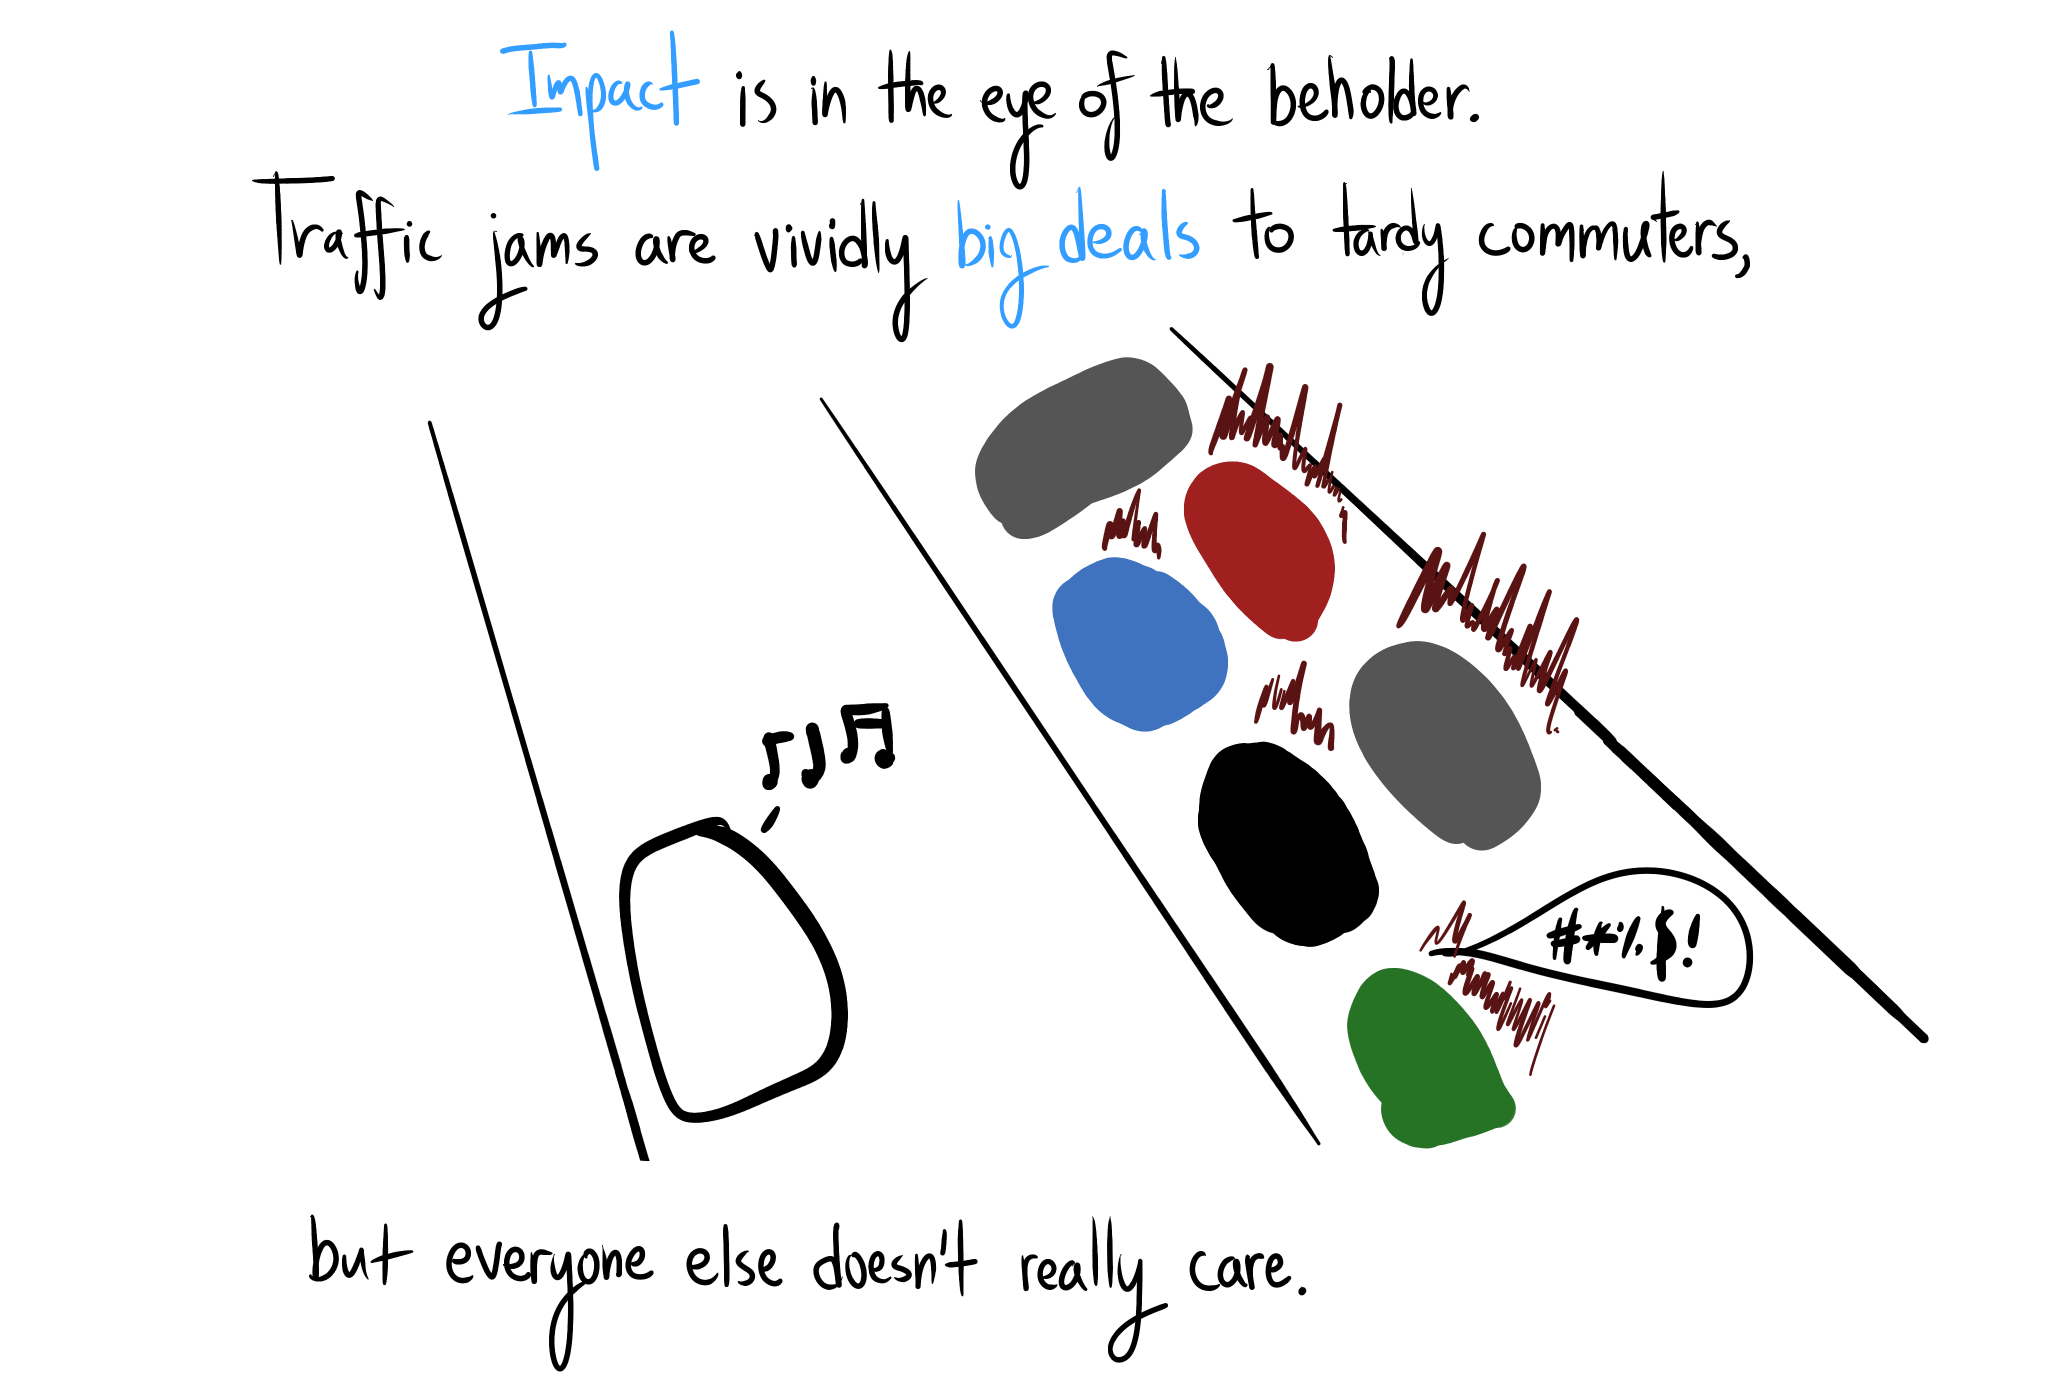 Impact is in the eye of the beholder.
Traffic jams are vividly big deals to tardy commuters,
#*%$!
but everyone else doesn't really care.